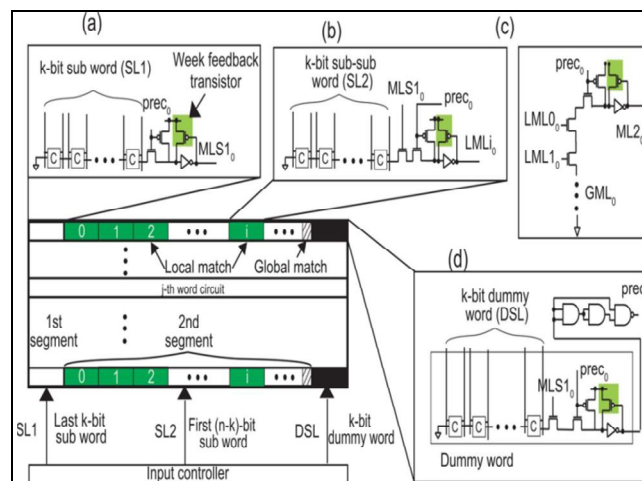 (a)
k-bit sub word (SL1)
Week feedback
transistor
prec0
C C C
MLS10
(b)
k-bit sub-sub
word (SL2)
MLS10
prec0
C C C
LMLi0
(c)
prec0
LML00
LML10
ML20
GML0
0 1 2 i
Local match
Global match
j-th word circuit
1st
segment
2nd
segment
0 1 2 i
SL1
Last k-bit
sub word
SL2
First (n-k)-bit
sub word
DSL
k-bit
dummy word
Input controller
(d)
k-bit dummy
word (DSL)
prec
MLS10
prec0
C C C
Dummy word